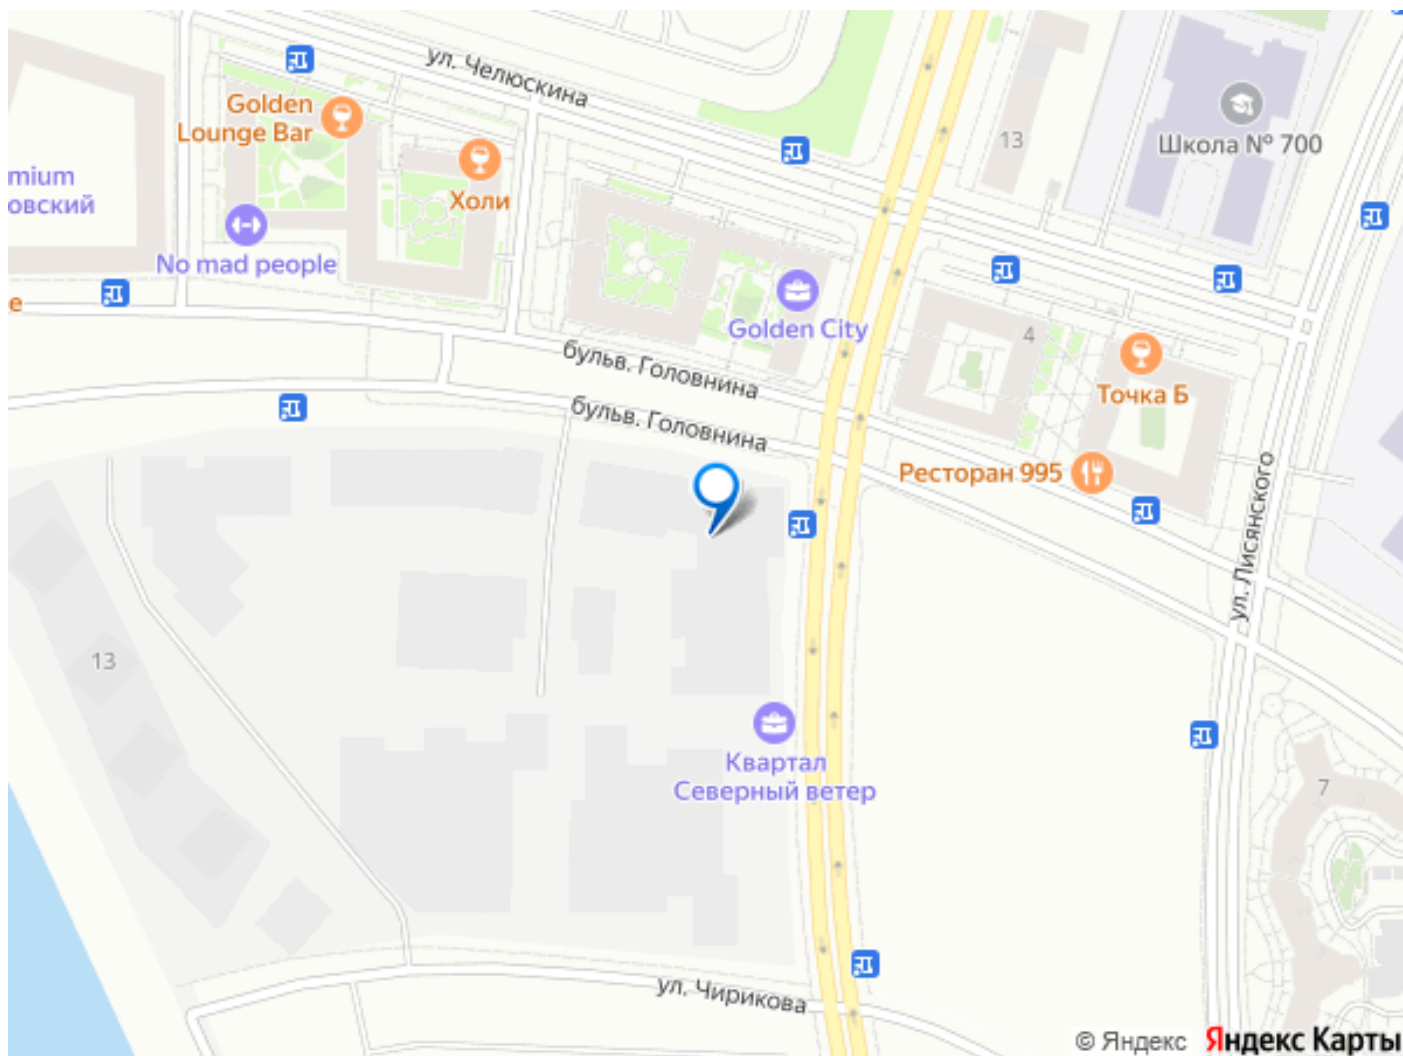 ул. Челюскина
Golden
Lounge Bar
Холи
13
Школа № 700
mium
овский
No mad people
e
Golden City
4
бульв. Головнина
Точка Б
бульв. Головнина
Ресторан 995
ул. Лисянского
13
Квартал
Северный ветер
7
ул. Чирикова
© Яндекс Яндекс Карты